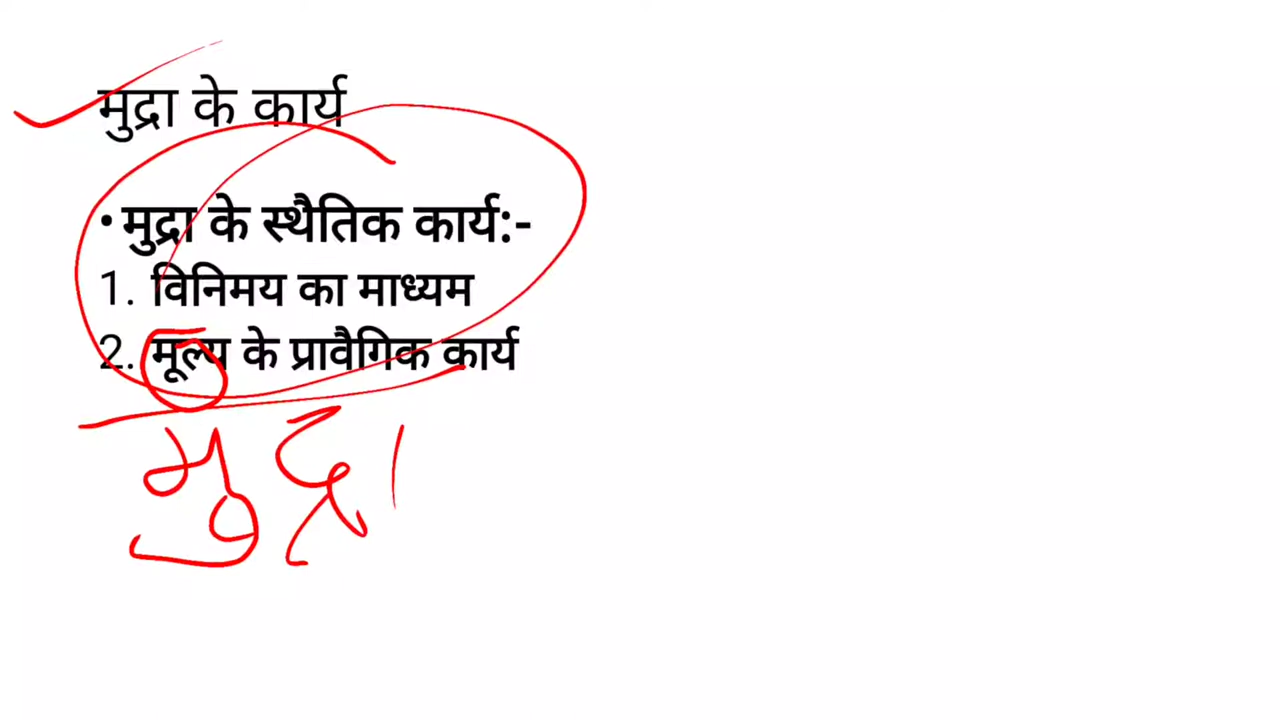 मुद्रा के कार्य
• मुद्रा के स्थैतिक कार्य:-
1. विनिमय का माध्यम
2. मूल्य के प्रावैगिक कार्य
मुद्रा